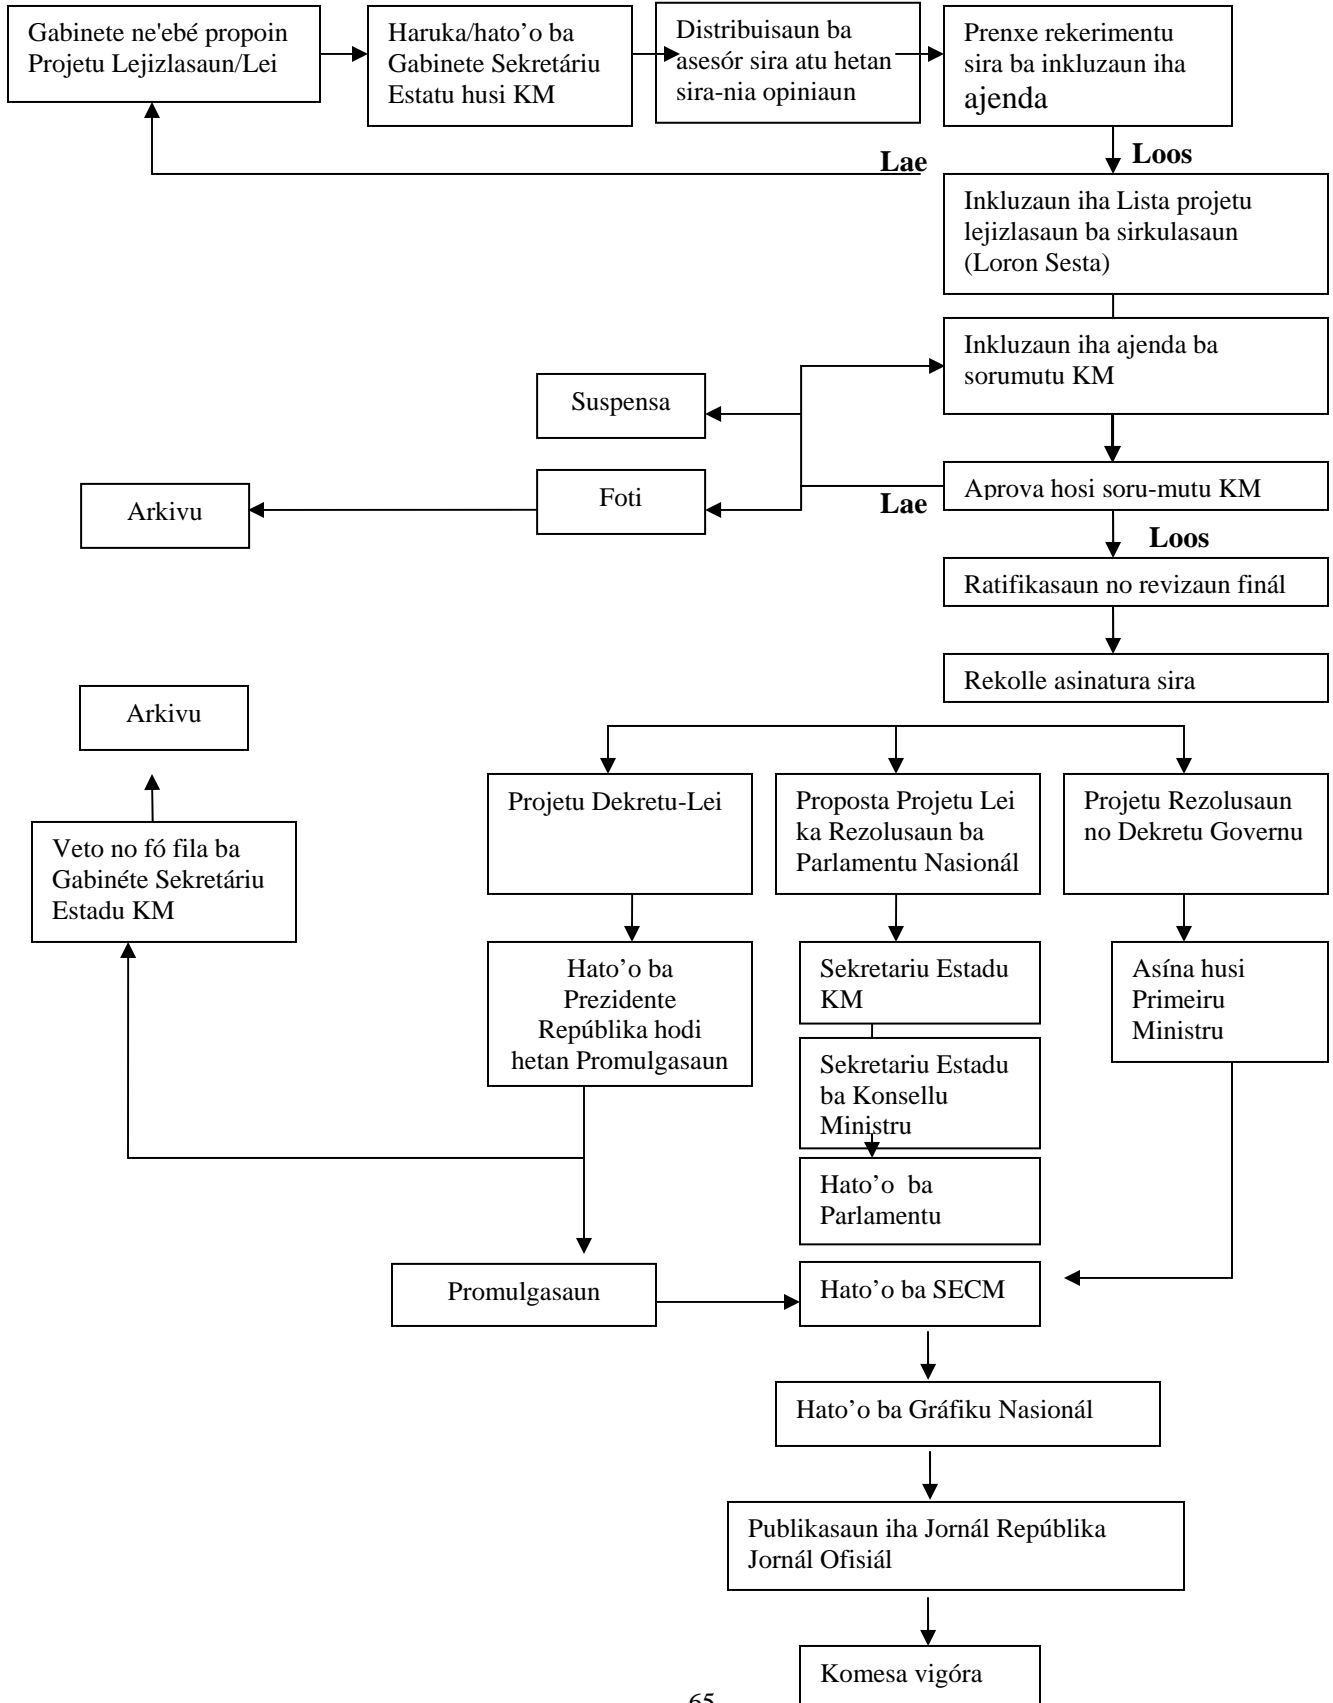 Gabinete ne'ebé propoin
Projetu Lejizlasaun/Lei
Haruka/hato’o ba
Gabinete Sekretáriu
Estatu husi KM
Distribuisaun ba
asesór sira atu hetan
sira-nia opiniaun
Prenxe rekerimentu
sira ba inkluzaun iha
ajenda
Lae
Loos
Inkluzaun iha Lista projetu
lejizlasaun ba sirkulasaun
(Loron Sesta)
Inkluzaun iha ajenda ba
sorumutu KM
Suspensa
Foti
Arkivu
Aprova hosi soru-mutu KM
Lae
Loos
Ratifikasaun no revizaun finál
Rekolle asinatura sira
Arkivu
Veto no fó fila ba
Gabinéte Sekretáriu
Estadu KM
Projetu Dekretu-Lei
Proposta Projetu Lei
ka Rezolusaun ba
Parlamentu Nasionál
Projetu Rezolusaun
no Dekretu Governu
Hato’o ba
Prezidente
Repúblika hodi
hetan Promulgasaun
Sekretariu Estadu
KM
Asína husi
Primeiru
Ministru
Sekretariu Estadu
ba Konsellu
Ministru
Hato’o ba
Parlamentu
Promulgasaun
Hato’o ba SECM
Hato’o ba Gráfiku Nasionál
Publikasaun iha Jornál Repúblika
Jornál Ofisiál
Komesa vigóra
65